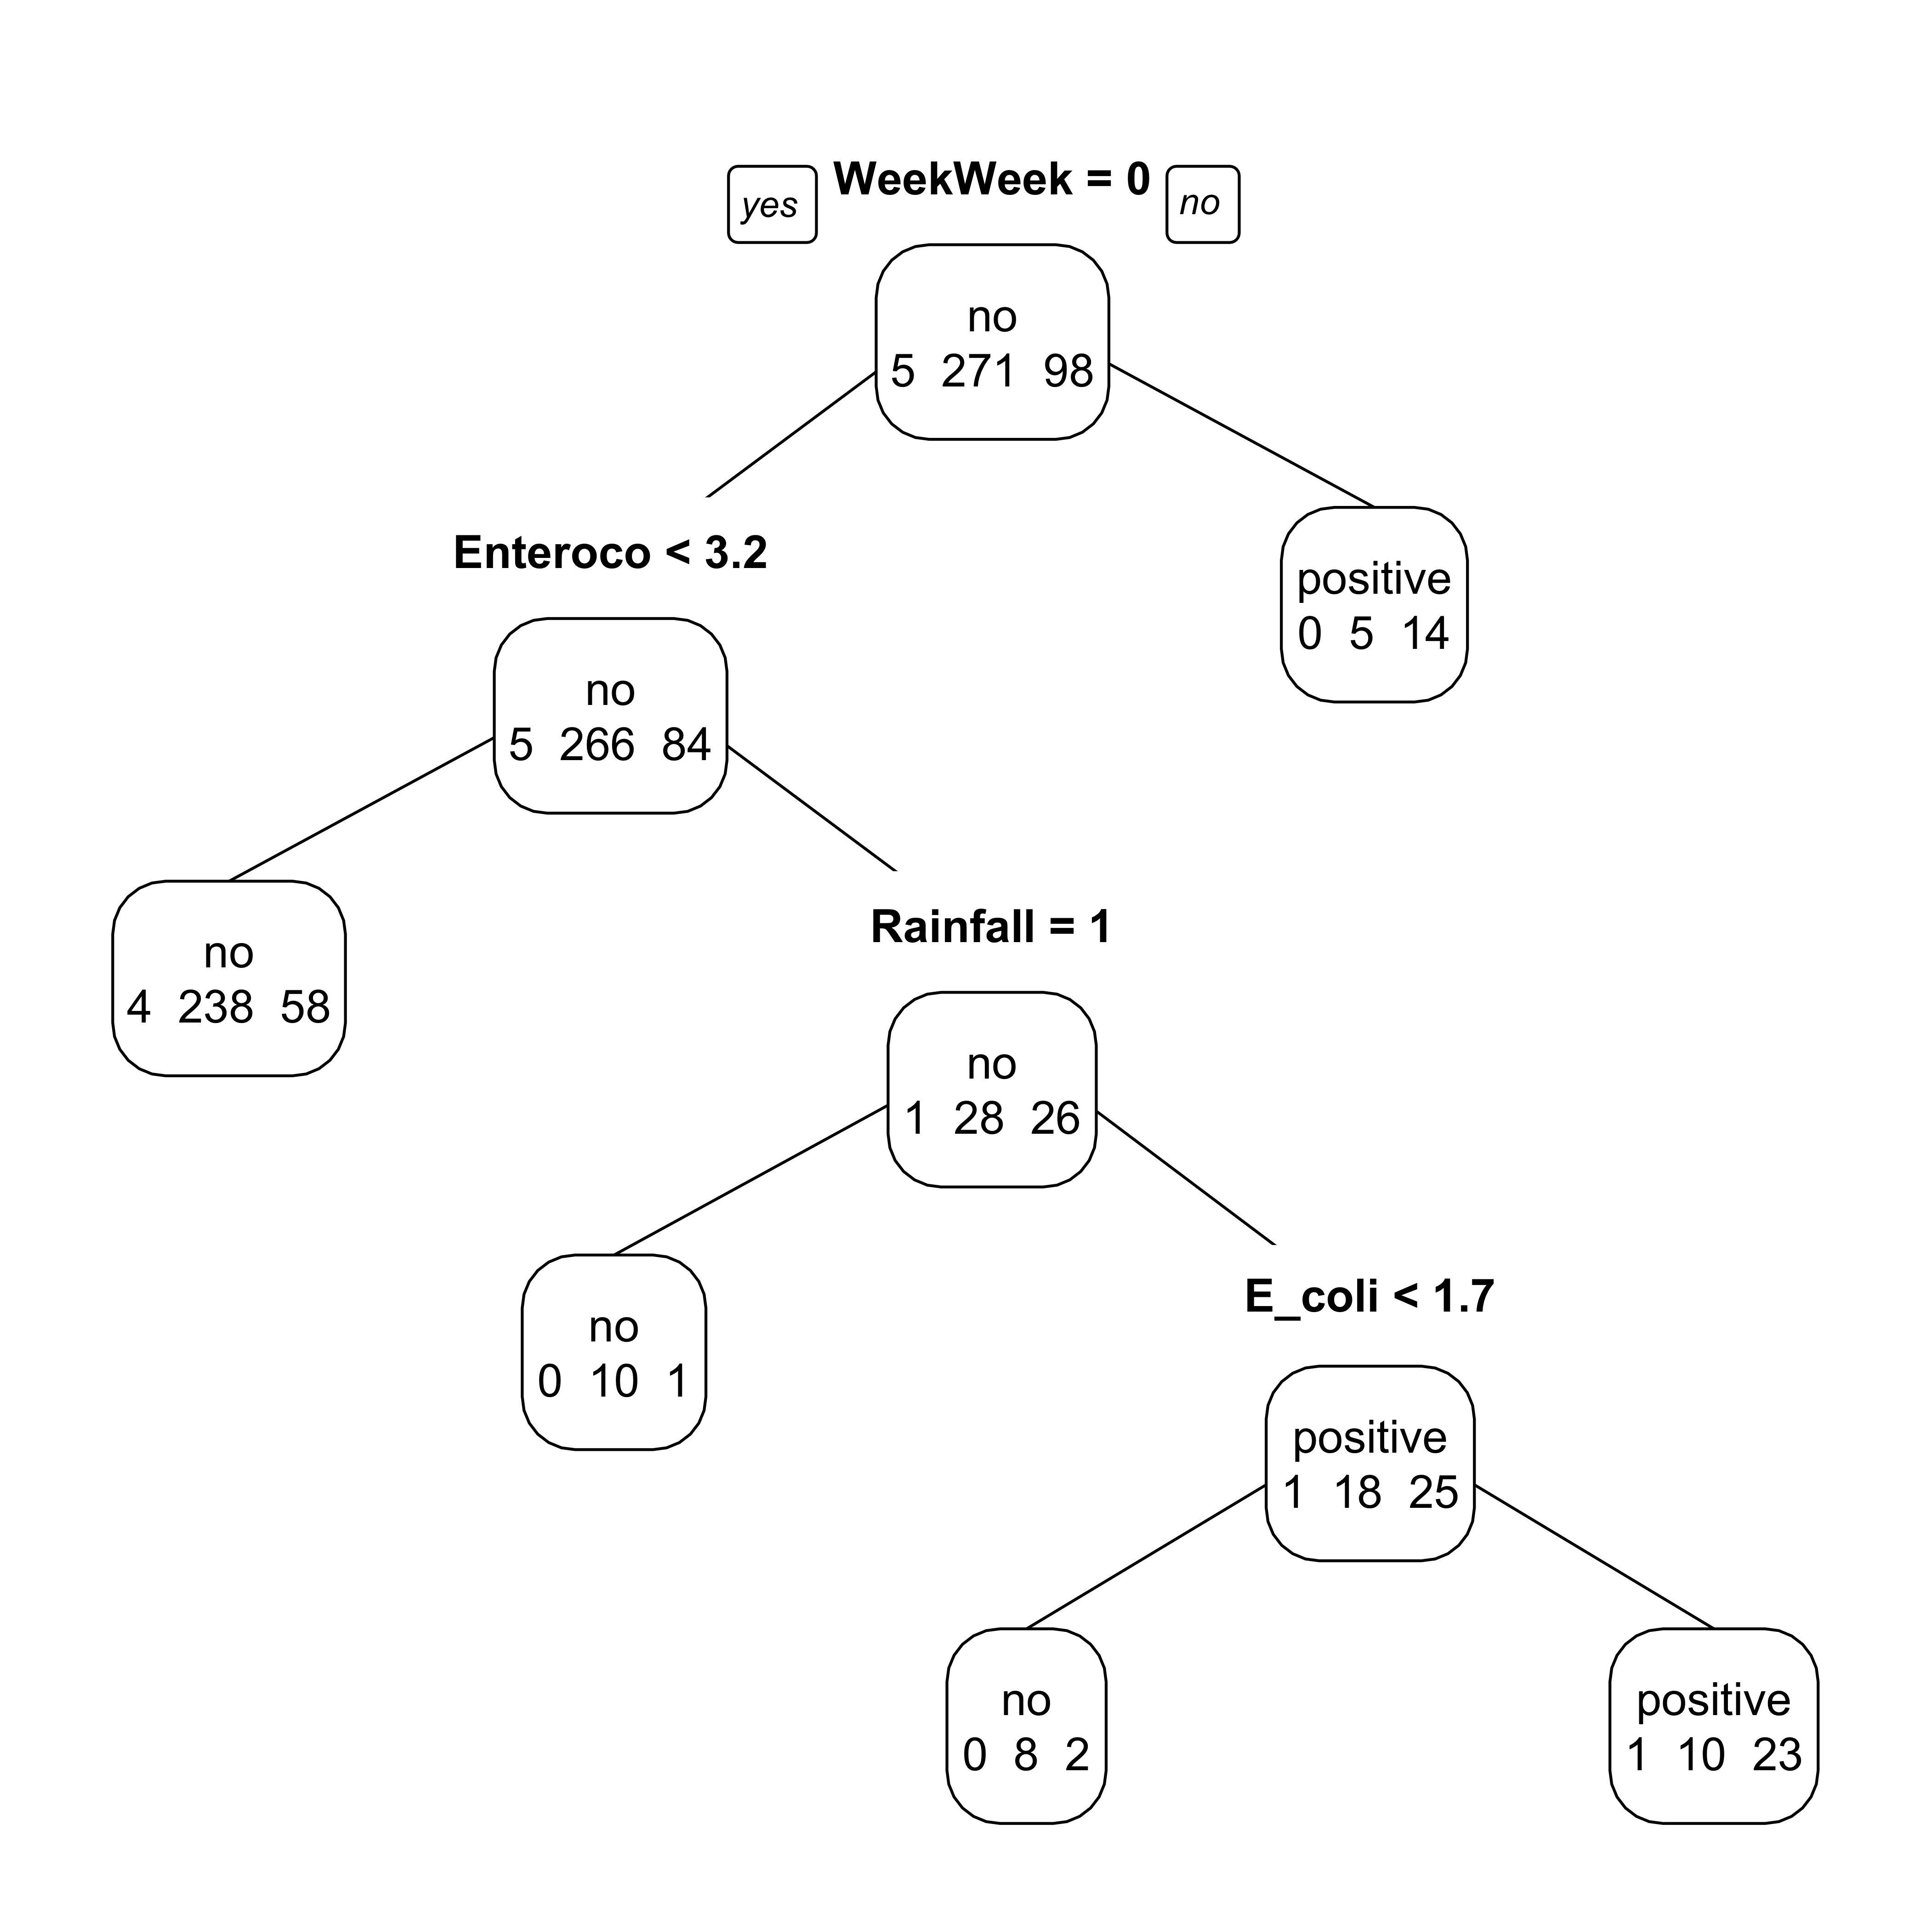 WeekWeek = 0
yes
no
no
5 271 98
Enteroco < 3.2
positive
0 5 14
no
5 266 84
no
4 238 58
Rainfall = 1
no
1 28 26
no
0 10 1
E_coli < 1.7
positive
1 18 25
no
0 8 2
positive
1 10 23